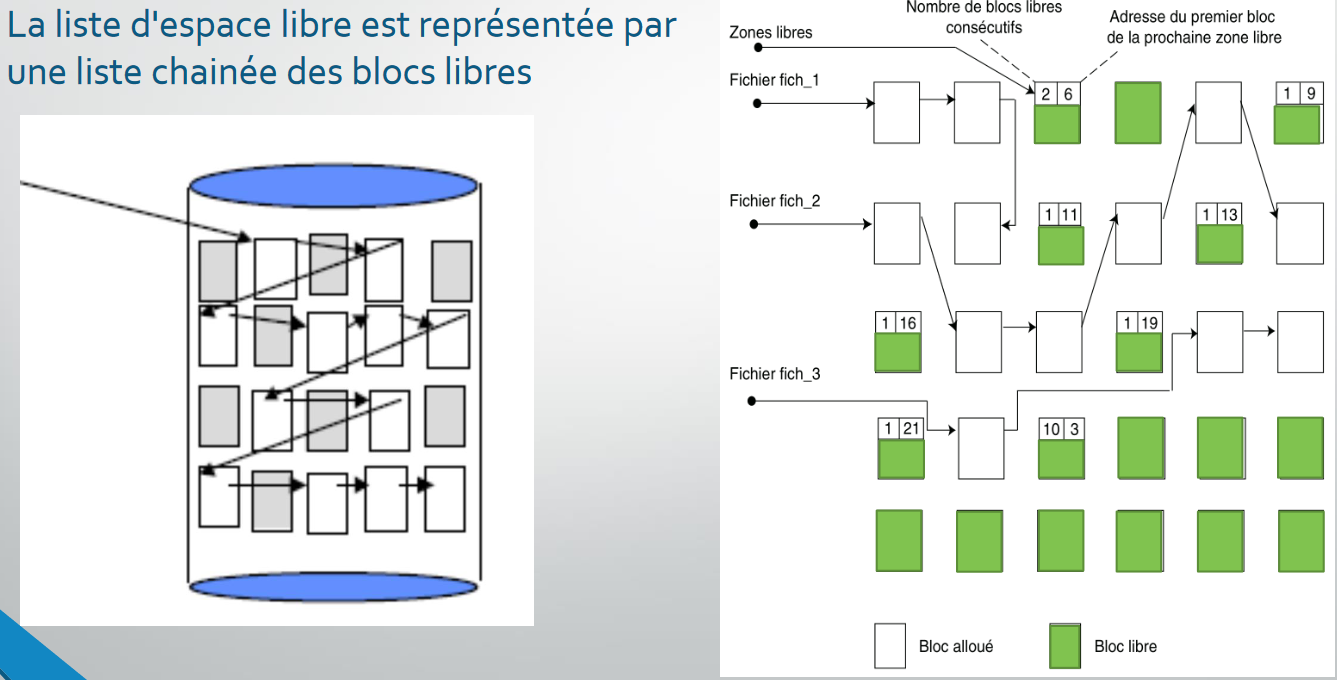 La liste d'espace libre est représentée par
une liste chainée des blocs libres
Nombre de blocs libres
consécutifs
Adresse du premier bloc
de la prochaine zone libre
Zones libres
Fichier fich_1
2 6
1 9
Fichier fich_2
1 11
1 13
1 16
1 19
Fichier fich_3
1 21
10 3
Bloc alloué
Bloc libre